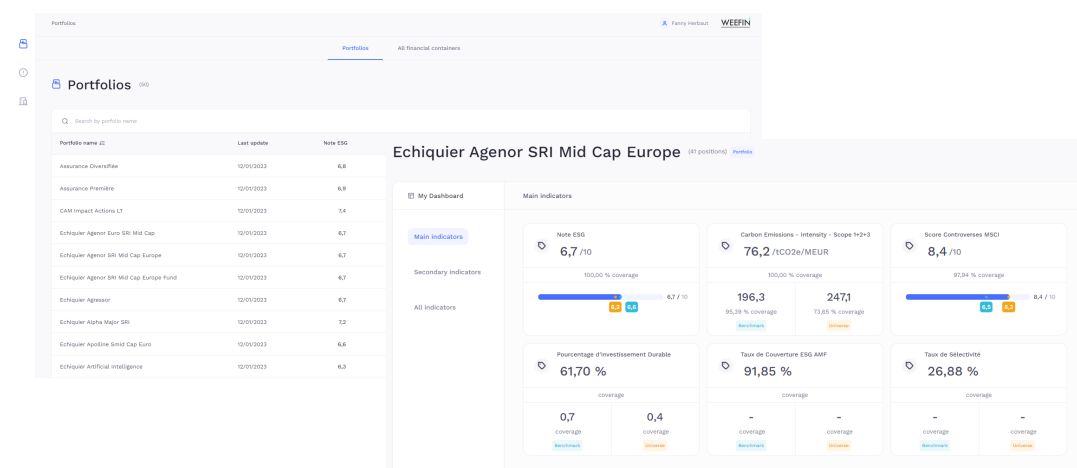 Portfolios
Fanny Herbaut
WEEFIN
Portfolios
All financial containers
Portfolios (50)
Search by porfolio name
Portfolio name
Last update
Note ESG
Assurance Diversifiée 12/01/2023 6,8
Assurance Première 12/01/2023 6,9
CAM Impact Actions LT 12/01/2023 7,4
Echiquier Agenor Euro SRI Mid Cap 12/01/2023 6,7
Echiquier Agenor SRI Mid Cap Europe 12/01/2023 6,7
Echiquier Agenor SRI Mid Cap Europe Fund 12/01/2023 6,7
Echiquier Agressor 12/01/2023 6,7
Echiquier Alpha Major SRI 12/01/2023 7,2
Echiquier Apolline Smid Cap Euro 12/01/2023 6,6
Echiquier Artificial Intelligence 12/01/2023 6,3
Echiquier Agenor SRI Mid Cap Europe (41 positions) Portfolio
My Dashboard
Main indicators
Secondary indicators
All indicators
Main indicators
Note ESG
6,7 /10
100,00 % coverage
6,7 / 10
6,3 6,6
Carbon Emissions - Intensity - Scope 1+2+3
76,2 /tCO2e/MEUR
100,00 % coverage
196,3 247,1
95,39 % coverage 73,65 % coverage
Benchmark Universe
Score Controverses MSCI
8,4 /10
97,94 % coverage
8,4 / 10
6,5 8,3
Pourcentage d'Investissement Durable
61,70 %
coverage
0,7 0,4
coverage coverage
Benchmark Universe
Taux de Couverture ESG AMF
91,85 %
coverage
- -
coverage coverage
Benchmark Universe
Taux de Sélectivité
26,88 %
coverage
- -
coverage coverage
Benchmark Universe